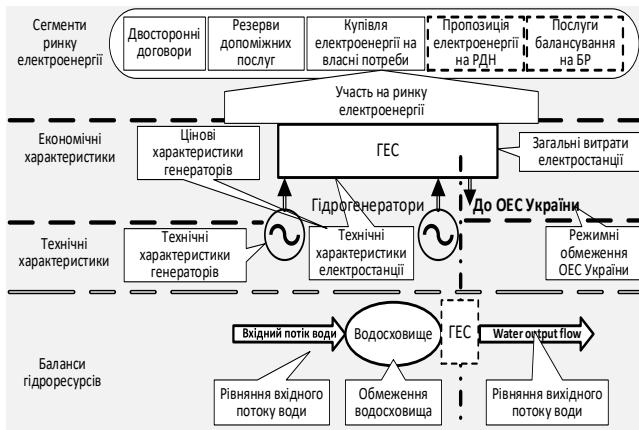 Сегменти
ринку
електроенергії
Двосторонні
договори
Резерви
допоміжних
послуг
Купівля
електроенергії на
власні потреби
Пропозиція
електроенергії
на РДН
Послуги
балансування
на БР
Участь на ринку
електроенергії
Економічні
характеристики
Цінові
характеристики
генераторів
ГЕС
Загальні витрати
електростанції
Гідрогенератори
До ОЕС України
Технічні
характеристики
Технічні
характеристики
генераторів
Технічні
характеристики
електростанції
Режимні
обмеження
ОЕС України
Баланси
гідроресурсів
Вхідний потік води
Водосховище
ГЕС
Water output flow
Рівняння вхідного
потоку води
Обмеження
водосховища
Рівняння вихідного
потоку води